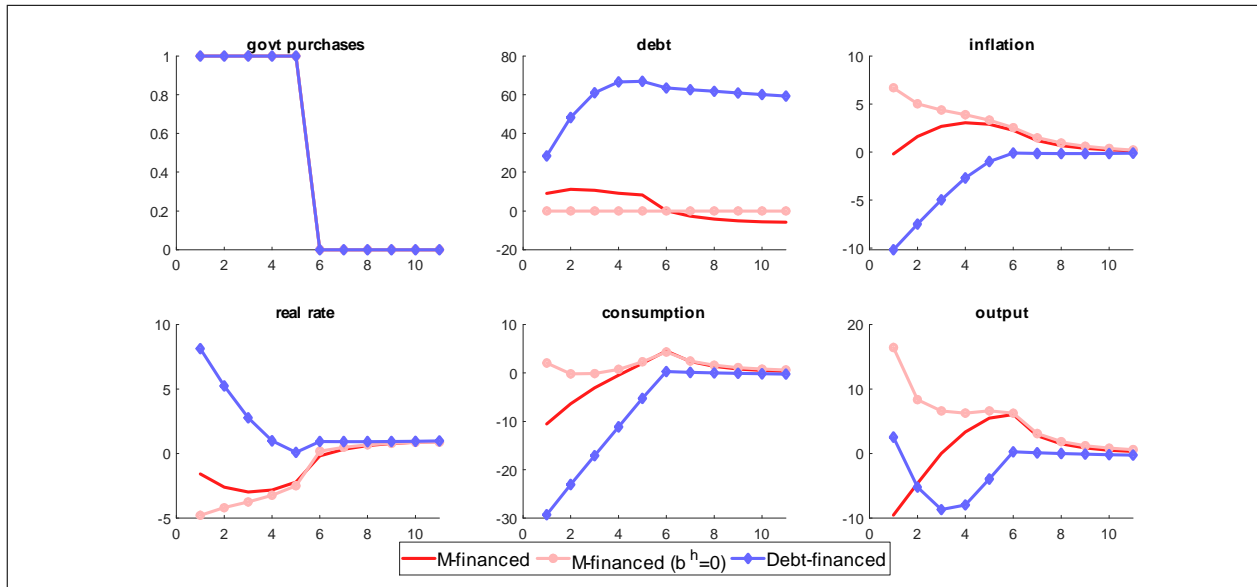 govt purchases
debt
inflation
1
0.8
0.6
0.4
0.2
0
0 2 4 6 8 10
80
60
40
20
0
-20
0 2 4 6 8 10
10
5
0
-5
-10
0 2 4 6 8 10
real rate
consumption
output
10
5
0
-5
0 2 4 6 8 10
10
0
-10
-20
-30
0 2 4 6 8 10
20
10
0
-10
0 2 4 6 8 10
M-financed M-financed (b^h=0) Debt-financed